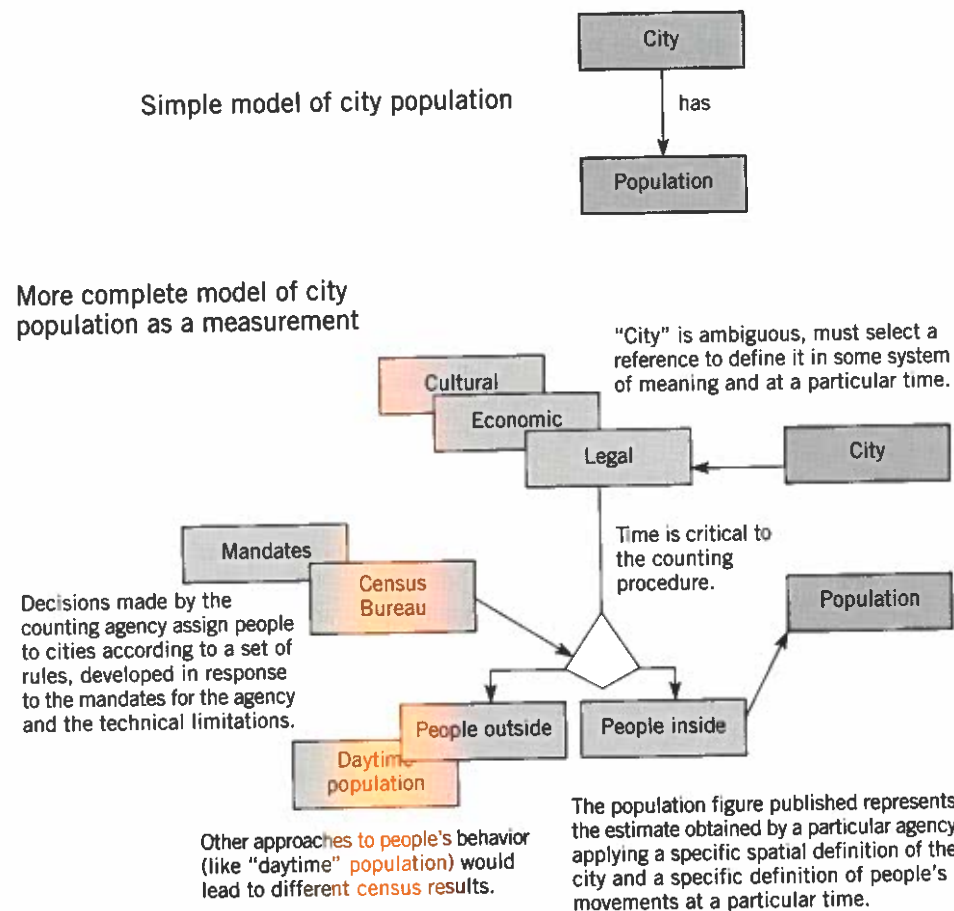 City
Simple model of city population
has
Population
More complete model of city
population as a measurement
"City" is ambiguous, must select a
reference to define it in some system
of meaning and at a particular time.
Cultural
Economic
Legal
City
Time is critical to
the counting
procedure.
Mandates
Census
Bureau
Population
Decisions made by the
counting agency assign people
to cities according to a set of
rules, developed in response
to the mandates for the agency
and the technical limitations.
People outside
People inside
Daytime
population
Other approaches to people's behavior
(like "daytime" population) would
lead to different census results.
The population figure published represents
the estimate obtained by a particular agency
applying a specific spatial definition of the
city and a specific definition of people's
movements at a particular time.